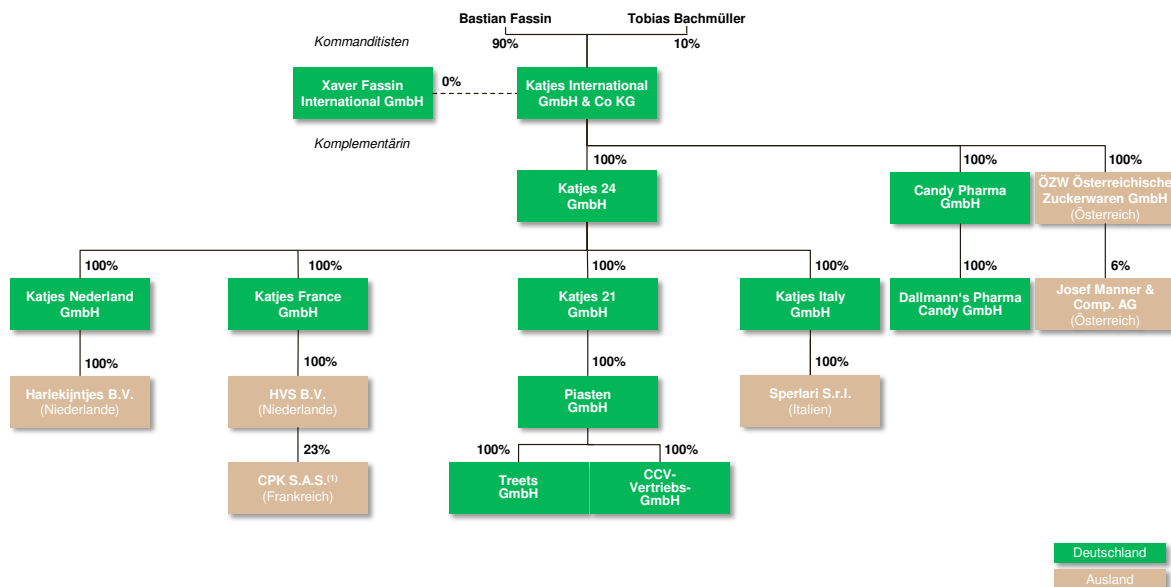 Bastian Fassin
Tobias Bachmüller
Kommanditisten
90%
10%
Xaver Fassin
International GmbH
0%
Katjes International
GmbH & Co KG
Komplementärin
100%
100%
100%
Katjes 24
GmbH
Candy Pharma
GmbH
ÖZW Österreichische
Zuckerwaren GmbH
(Österreich)
100%
100%
100%
100%
100%
6%
Katjes Nederland
GmbH
Katjes France
GmbH
Katjes 21
GmbH
Katjes Italy
GmbH
Dallmann's Pharma
Candy GmbH
Josef Manner &
Comp. AG
(Österreich)
100%
100%
100%
100%
Harlekijntjes B.V.
(Niederlande)
HVS B.V.
(Niederlande)
Piasten
GmbH
Sperlari S.r.l.
(Italien)
23%
100%
100%
CPK S.A.S.(1)
(Frankreich)
Treets
GmbH
CCV-
Vertriebs-
GmbH
Deutschland
Ausland